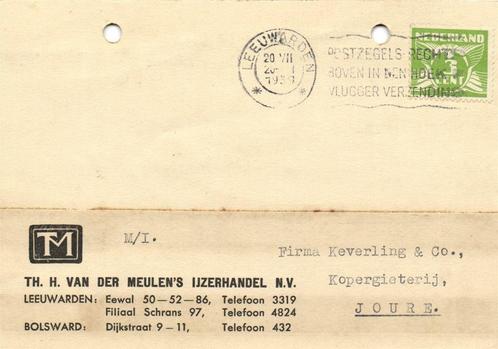 LEEUWARDEN
20 VII
POSTZEGELS RECHTS
BOVEN IN DEN HOEK
VLUGGER VERZENDING
NEDERLAND
3
CENT
TM
M/I.
Firma Keverling & Co.,
Kopergieterij,
JOURE.
TH. H. VAN DER MEULEN'S IJZERHANDEL N.V.
LEEUWARDEN: Eewal 50-52-86, Telefoon 3319
Filiaal Schrans 97, Telefoon 4824
BOLSWARD: Dijkstraat 9-11, Telefoon 432